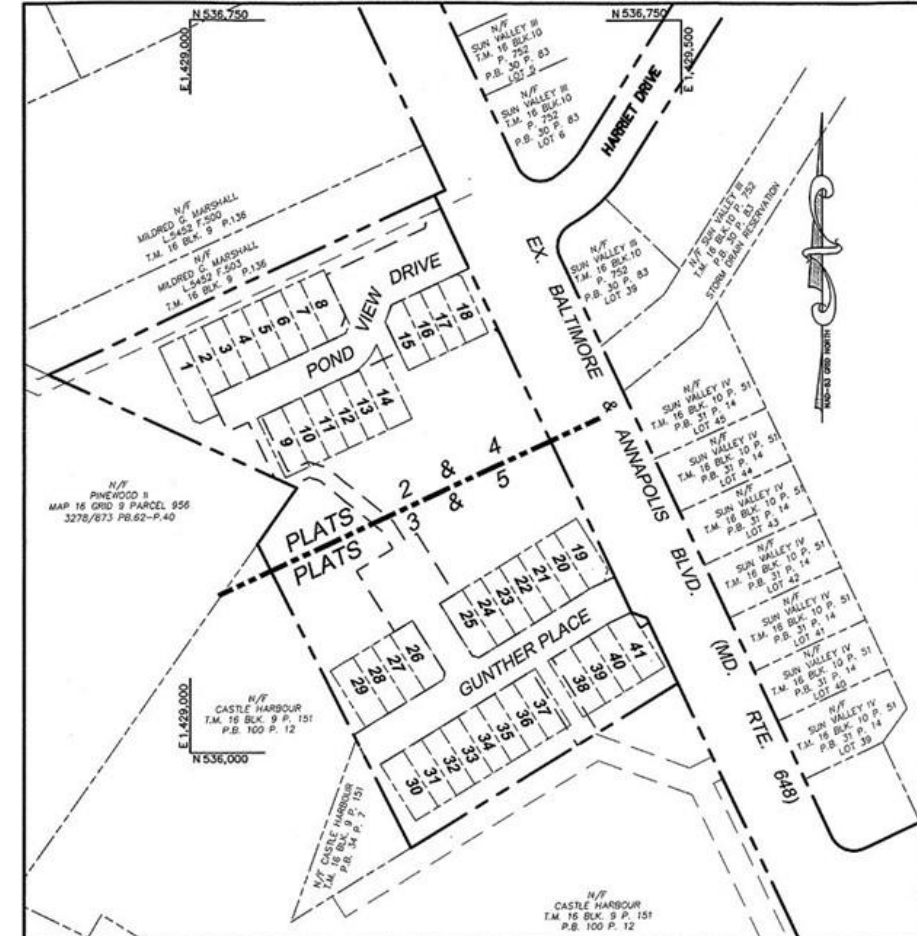 N 536,750
E 1,429,000
N 536,750
E 1,429,500
N/F
SUN VALLEY III
T.M. 16 BLK.10
P. 752
P.B. 30 P. 83
LOT 5
N/F
SUN VALLEY III
T.M. 16 BLK.10
P. 752
P.B. 30 P. 83
LOT 6
HARRIET DRIVE
N/F
MILDRED G. MARSHALL
L.5452 F.500
T.M. 16 BLK. 9 P.136
N/F
MILDRED G. MARSHALL
L.5452 F.503
T.M. 16 BLK. 9 P.136
N/F SUN VALLEY III
T.M. 16 BLK.10 P. 752
P.B. 30 P. 83
STORM DRAIN RESERVATION
N/F
SUN VALLEY III
T.M. 16 BLK.10
P. 752
P.B. 30 P. 83
LOT 39
NAD-83 GRID NORTH
EX. BALTIMORE & ANNAPOLIS BLVD. (MD. RTE. 648)
POND VIEW DRIVE
1
2
3
4
5
6
7
8
15
16
17
18
9
10
11
12
13
14
N/F
PINEWOOD II
MAP 16 GRID 9 PARCEL 956
3278/673 PB.62-P.40
PLATS 2 & 4
PLATS 3 & 5
N/F
SUN VALLEY IV
T.M. 16 BLK. 10 P. 51
P.B. 31 P. 14
LOT 45
N/F
SUN VALLEY IV
T.M. 16 BLK. 10 P. 51
P.B. 31 P. 14
LOT 44
N/F
SUN VALLEY IV
T.M. 16 BLK. 10 P. 51
P.B. 31 P. 14
LOT 43
N/F
SUN VALLEY IV
T.M. 16 BLK. 10 P. 51
P.B. 31 P. 14
LOT 42
N/F
SUN VALLEY IV
T.M. 16 BLK. 10 P. 51
P.B. 31 P. 14
LOT 41
N/F
SUN VALLEY IV
T.M. 16 BLK. 10 P. 51
P.B. 31 P. 14
LOT 40
N/F
SUN VALLEY IV
T.M. 16 BLK. 10 P. 51
P.B. 31 P. 14
LOT 39
25
24
23
22
21
20
19
GUNTHER PLACE
29
28
27
26
38
39
40
41
30
31
32
33
34
35
36
37
E 1,429,000
N 536,000
N/F
CASTLE HARBOUR
T.M. 16 BLK. 9 P. 151
P.B. 100 P. 12
N/F CASTLE HARBOUR
T.M. 16 BLK. 9 P. 151
P.B. 34 P. 7
N/F
CASTLE HARBOUR
T.M. 16 BLK. 9 P. 151
P.B. 100 P. 12